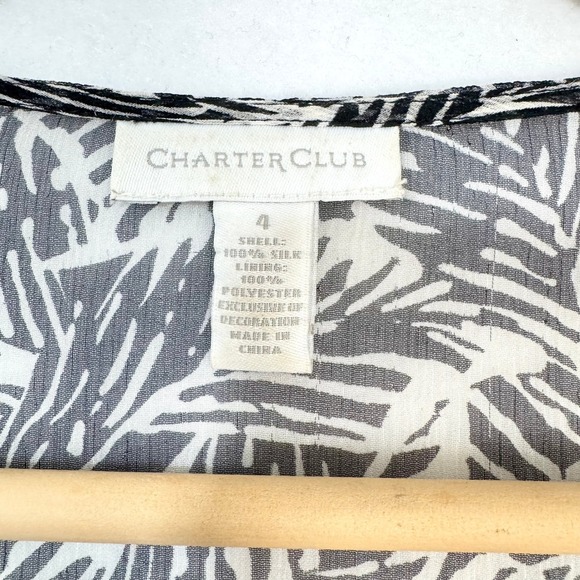 CHARTER CLUB
4
SHELL:
100% SILK
LINING:
100%
POLYESTER
EXCLUSIVE OF
DECORATION
MADE IN
CHINA